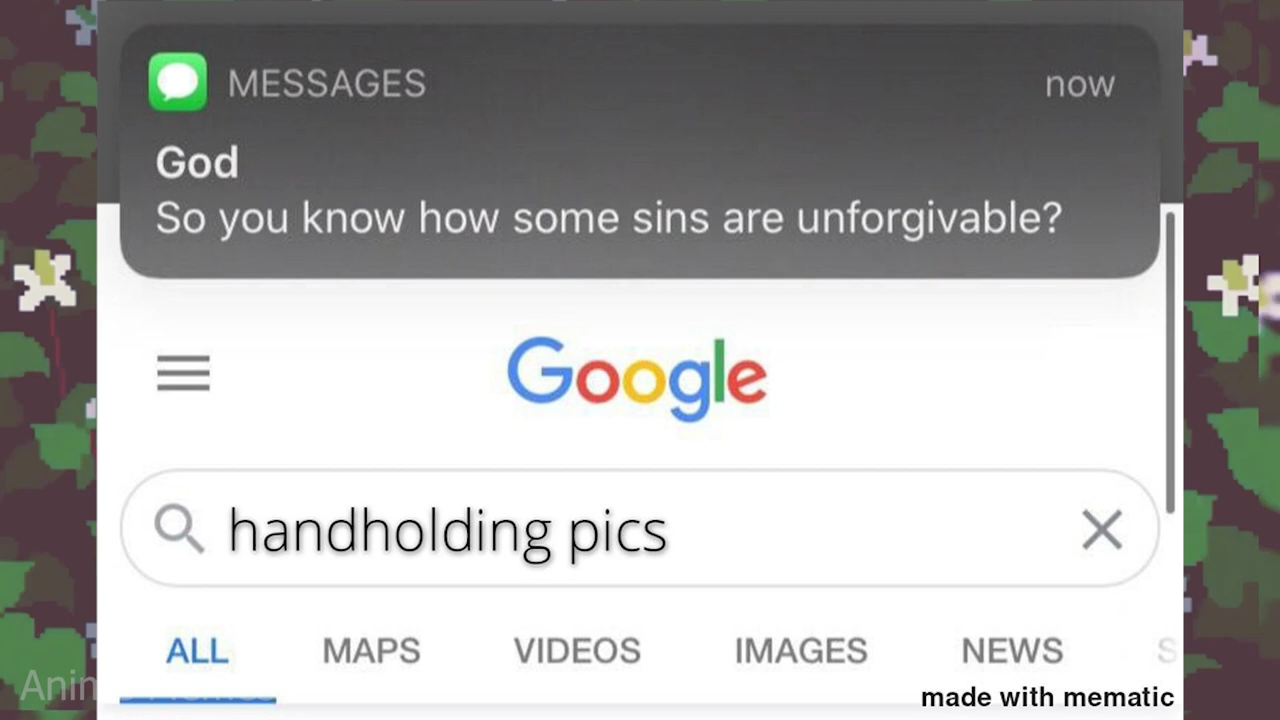 MESSAGES now
God
So you know how some sins are unforgivable?
Google
handholding pics
ALL MAPS VIDEOS IMAGES NEWS S
made with mematic